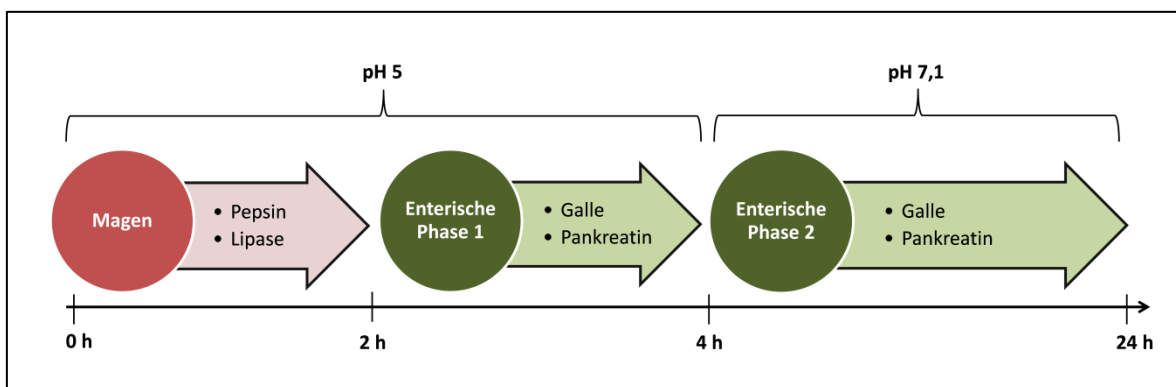 pH 5
pH 7,1
Magen
• Pepsin
• Lipase
Enterische
Phase 1
• Galle
• Pankreatin
Enterische
Phase 2
• Galle
• Pankreatin
0 h
2 h
4 h
24 h